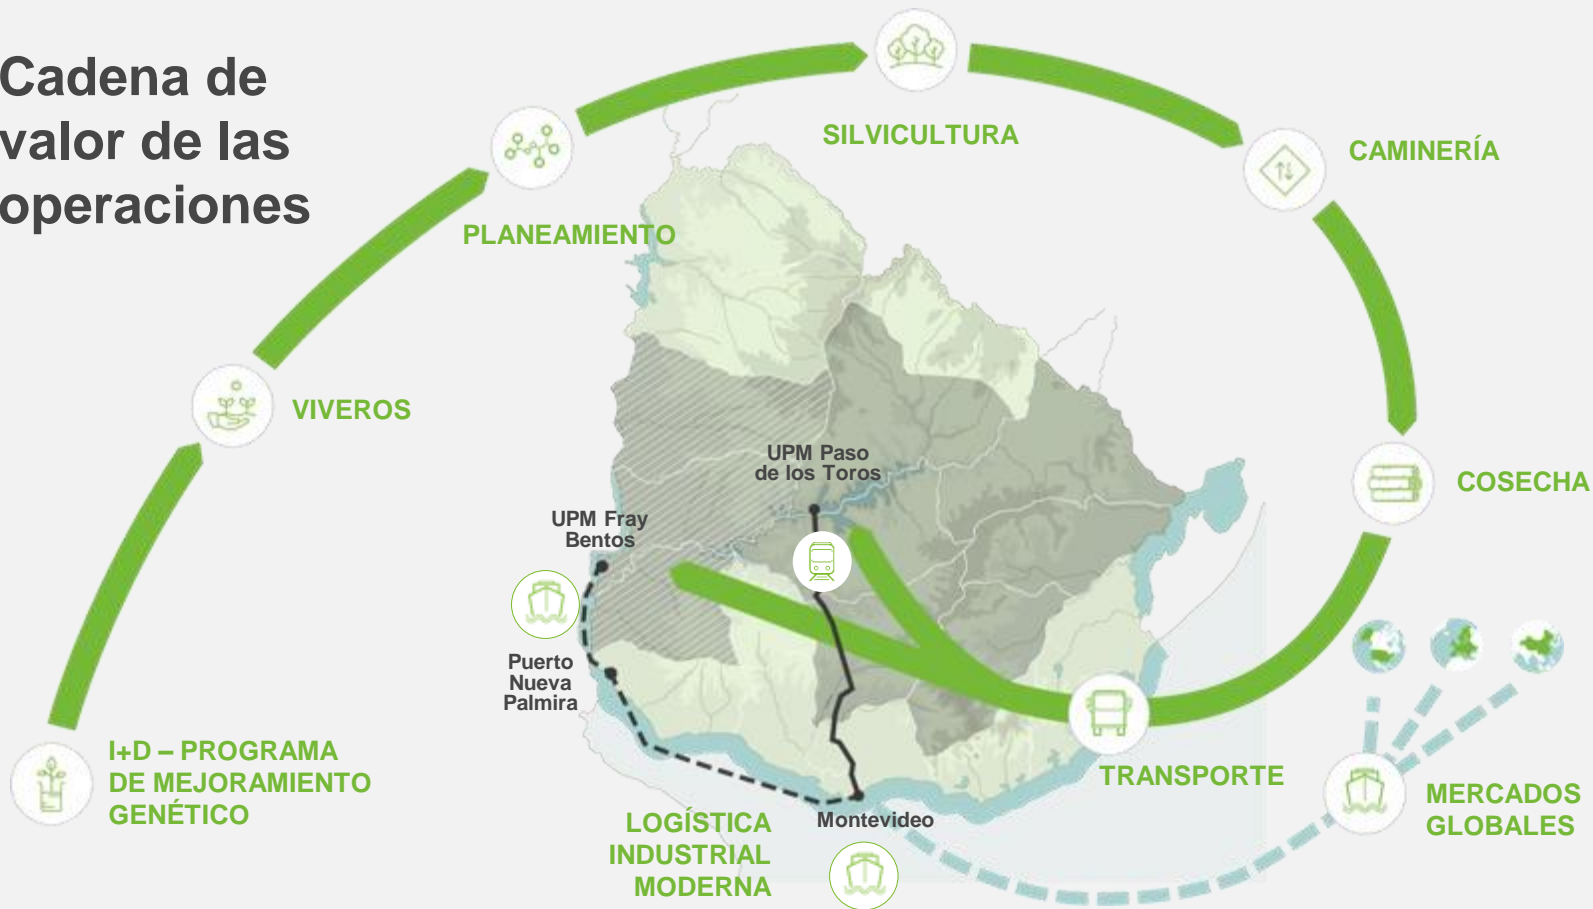 Cadena de
valor de las
operaciones
SILVICULTURA
CAMINERÍA
PLANEAMIENTO
VIVEROS
UPM Paso
de los Toros
COSECHA
UPM Fray
Bentos
Puerto
Nueva
Palmira
I+D – PROGRAMA
DE MEJORAMIENTO
GENÉTICO
TRANSPORTE
MERCADOS
GLOBALES
Montevideo
LOGÍSTICA
INDUSTRIAL
MODERNA